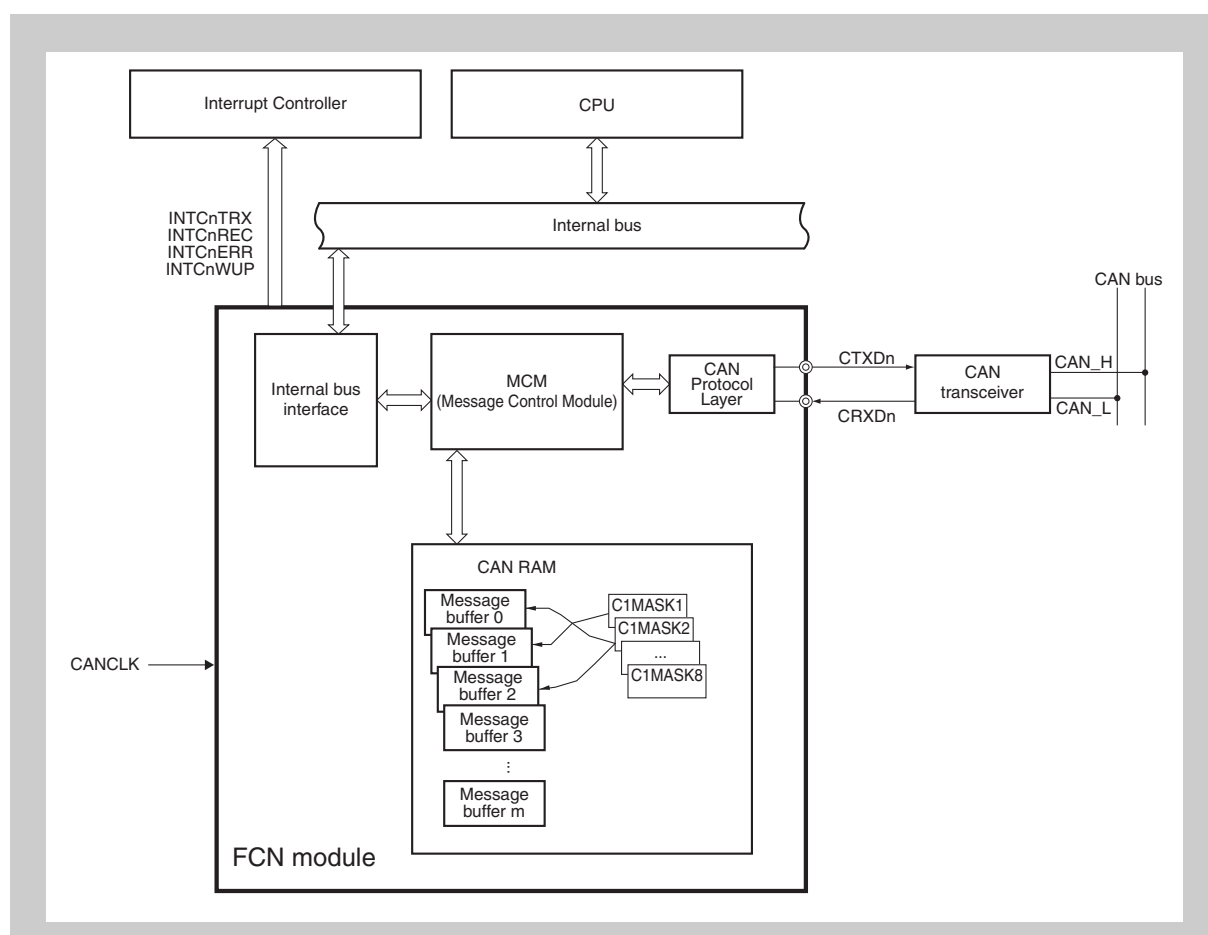 Interrupt Controller
CPU
INTCnTRX
INTCnREC
INTCnERR
INTCnWUP
Internal bus
CAN bus
Internal bus
interface
MCM
(Message Control Module)
CAN
Protocol
Layer
CTXDn
CRXDn
CAN
transceiver
CAN_H
CAN_L
CAN RAM
Message
buffer 0
Message
buffer 1
Message
buffer 2
Message
buffer 3
...
Message
buffer m
C1MASK1
C1MASK2
...
C1MASK8
CANCLK
FCN module